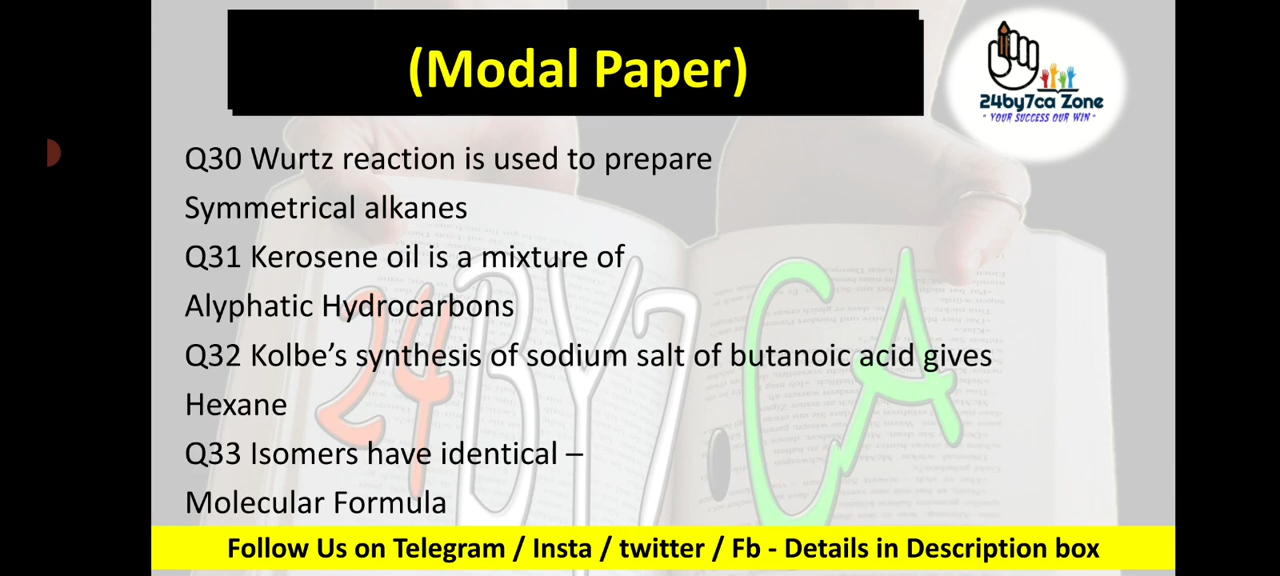 (Modal Paper)
24by7ca Zone
" YOUR SUCCESS OUR WIN "
Q30 Wurtz reaction is used to prepare
Symmetrical alkanes
Q31 Kerosene oil is a mixture of
Alyphatic Hydrocarbons
Q32 Kolbe’s synthesis of sodium salt of butanoic acid gives
Hexane
Q33 Isomers have identical –
Molecular Formula
24BY7.CA
Follow Us on Telegram / Insta / twitter / Fb - Details in Description box